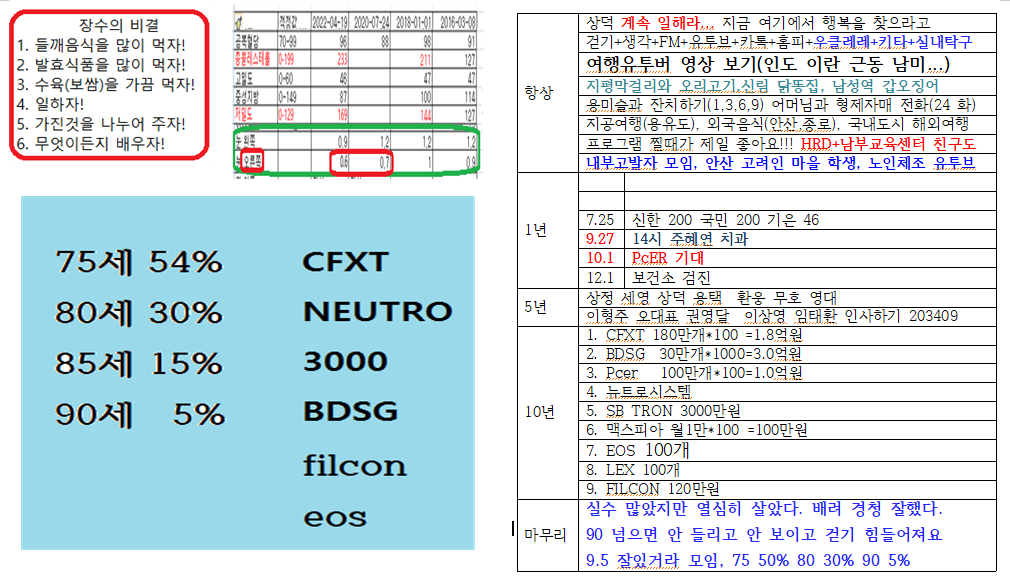 장수의 비결
1. 들깨음식을 많이 먹자!
2. 발효식품을 많이 먹자!
3. 수육(보쌈)을 가끔 먹자!
4. 일하자!
5. 가진것을 나누어 주자!
6. 무엇이든지 배우자!
적정값 2022-04-19 2020-07-24 2018-01-01 2016-03-08
공복혈당 70-99 96 88 98 91
총콜레스테롤 0-199 233 211 127
고밀도 0-60 46 47 47
중성지방 0-149 87 100 114
저밀도 0-129 169 144 127
눈 왼쪽 0.9 1.2 1.2 1.2
눈 오른쪽 0.6 0.7 1 0.9
75세 54% CFXT
80세 30% NEUTRO
85세 15% 3000
90세 5% BDSG
filcon
eos
항상
상덕 계속 일해라... 지금 여기에서 행복을 찾으라고
걷기+생각+FM+유튜브+카톡+홈피+우클렐레+기타+실내탁구
여행유투버 영상 보기(인도 이란 근동 남미...)
지평막걸리와 오리고기,신림 닭똥집, 남성역 갑오징어
용미술과 잔치하기(1,3,6,9) 어머님과 형제자매 전화(24 화)
지공여행(용유도), 외국음식(안산,종로), 국내도시 해외여행
프로그램 찔때가 제일 좋아요!!! HRD+남부교육센터 친구도
내부고발자 모임, 안산 고려인 마을 학생, 노인체조 유투브
1년
7.25 신한 200 국민 200 기은 46
9.27 14시 주혜연 치과
10.1 PcER 기대
12.1 보건소 검진
5년
상정 세영 상덕 용택 환웅 무호 영대
이형주 오대표 권영달 이상영 임태환 인사하기 203409
10년
1. CFXT 180만개*100 =1.8억원
2. BDSG 30만개*1000=3.0억원
3. Pcer 100만개*100=1.0억원
4. 뉴트로시스템
5. SB TRON 3000만원
6. 맥스피아 월1만*100 =100만원
7. EOS 100개
8. LEX 100개
9. FILCON 120만원
마무리
실수 많았지만 열심히 살았다. 배려 경청 잘했다.
90 넘으면 안 들리고 안 보이고 걷기 힘들어져요
9.5 잘있거라 모임, 75 50% 80 30% 90 5%